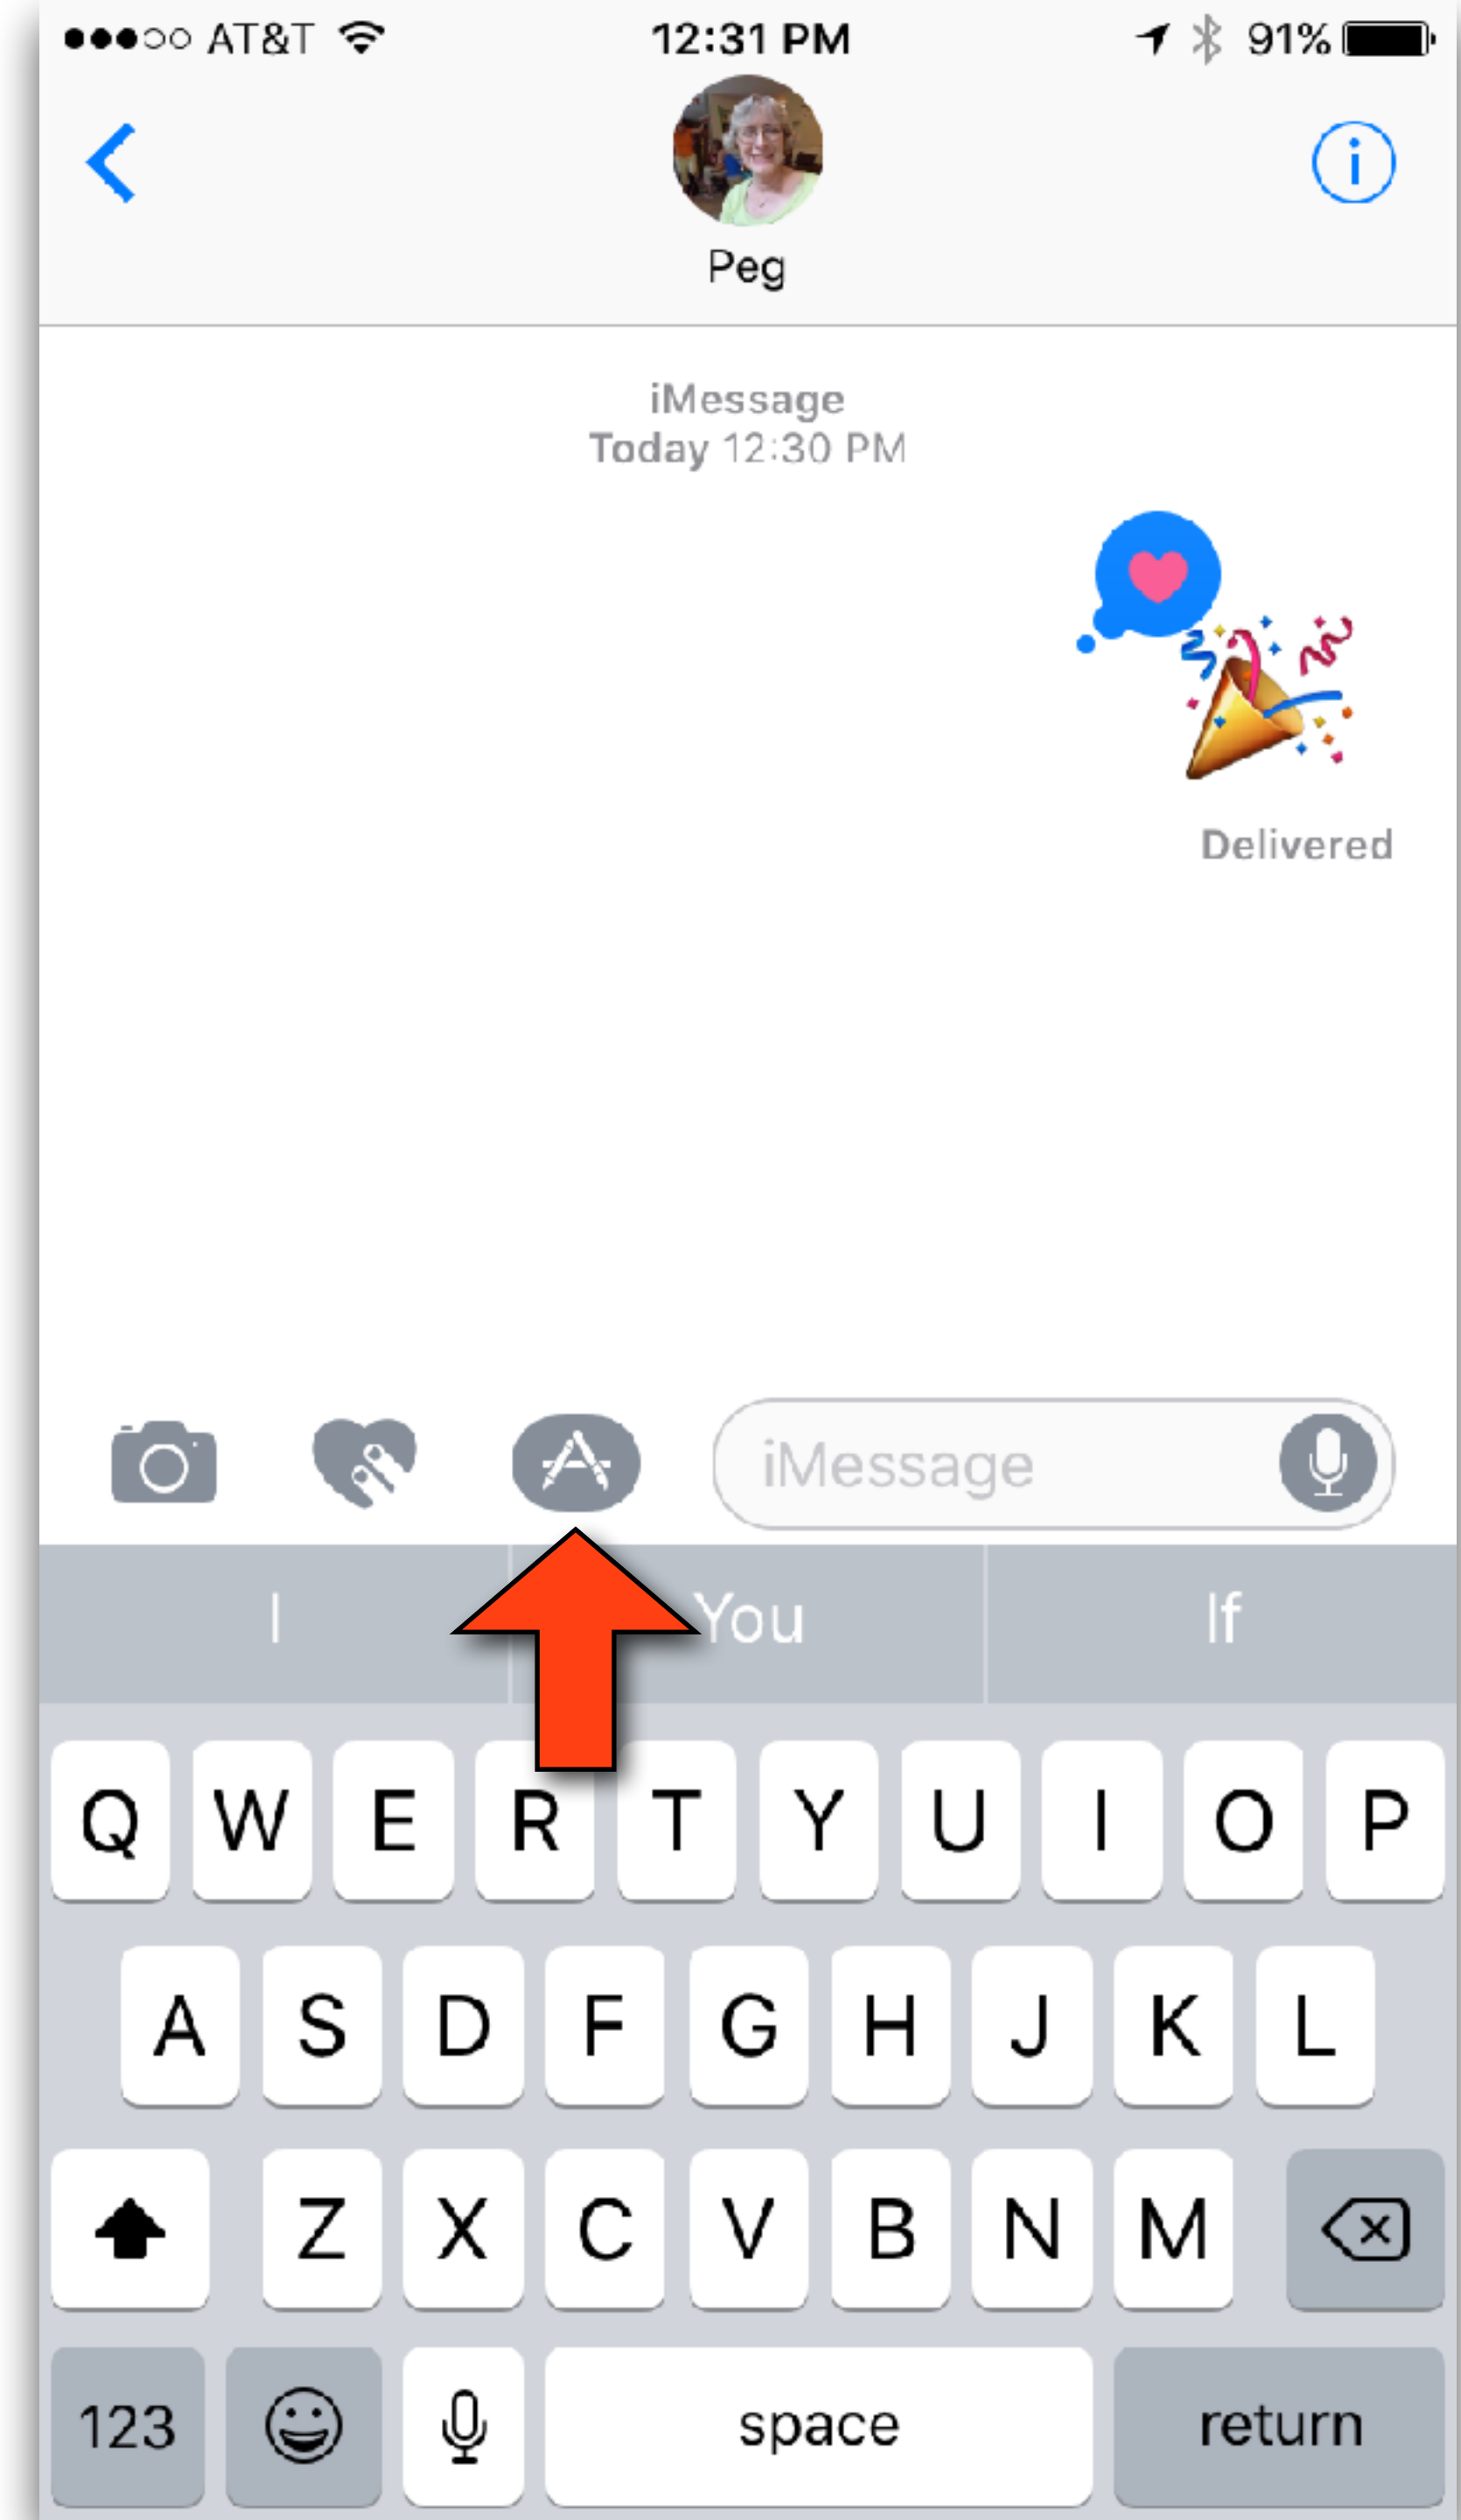 AT&T 12:31 PM 91%
Peg
iMessage
Today 12:30 PM
Delivered
iMessage
I You If
Q W E R T Y U I O P
A S D F G H J K L
Z X C V B N M
123 space return